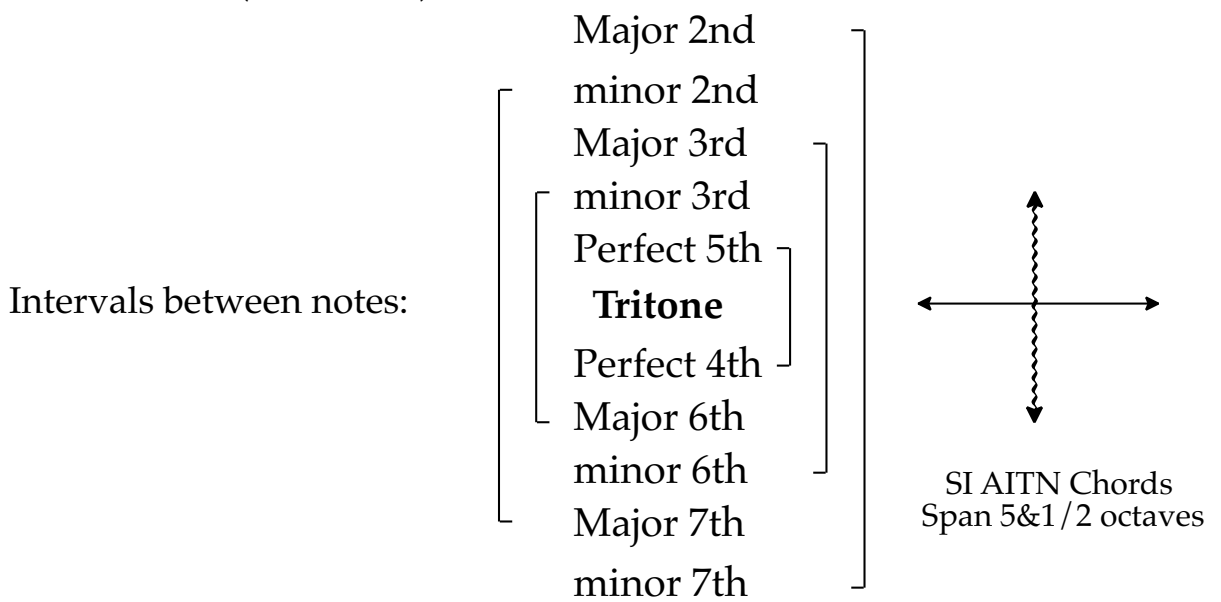 Major 2nd
minor 2nd
Major 3rd
minor 3rd
Perfect 5th
Intervals between notes:
Tritone
Perfect 4th
Major 6th
minor 6th
Major 7th
minor 7th
SI AITN Chords
Span 5&1/2 octaves